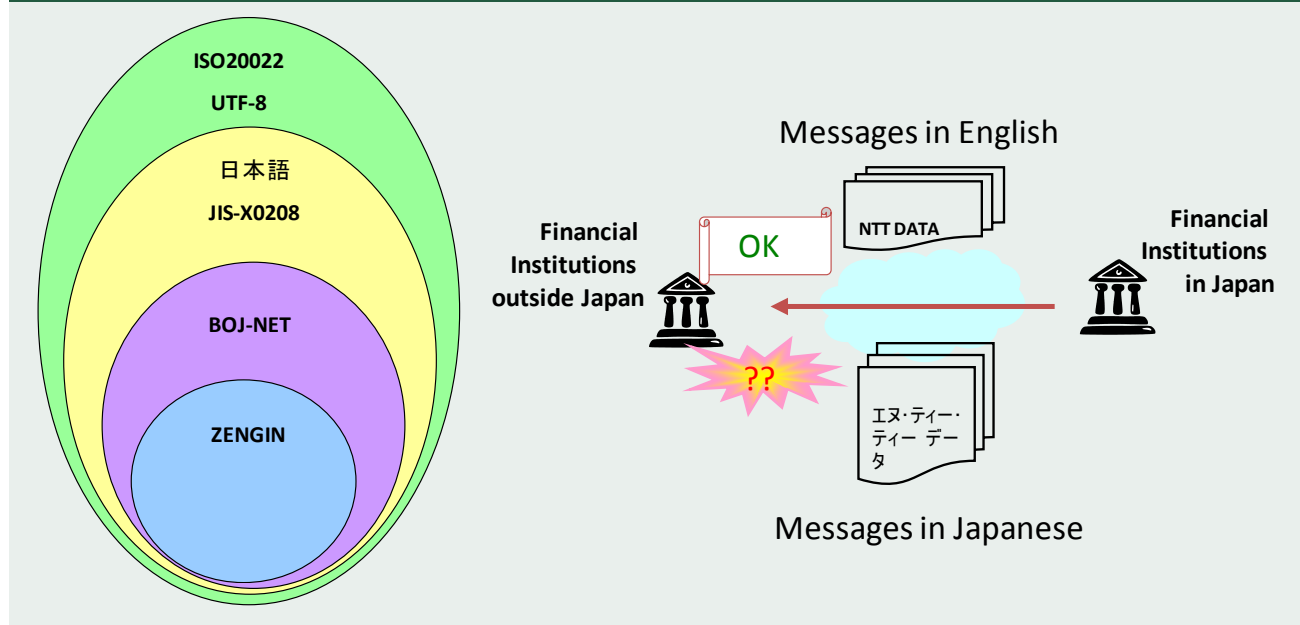 ISO20022
UTF-8
日本語
JIS-X0208
BOJ-NET
ZENGIN
Messages in English
NTT DATA
OK
Financial
Institutions
outside Japan
Financial
Institutions
in Japan
??
エヌ・ティー・
ティー デー
タ
Messages in Japanese